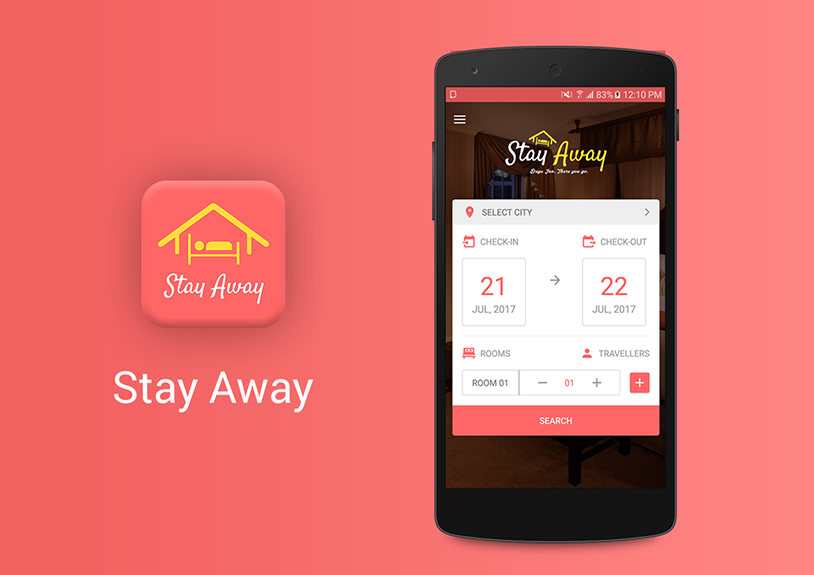 Stay Away
Stay Away
83% 12:10 PM
Stay Away
Days Inn. There you go.
SELECT CITY
CHECK-IN
CHECK-OUT
21
JUL, 2017
22
JUL, 2017
ROOMS
TRAVELLERS
ROOM 01
01
SEARCH